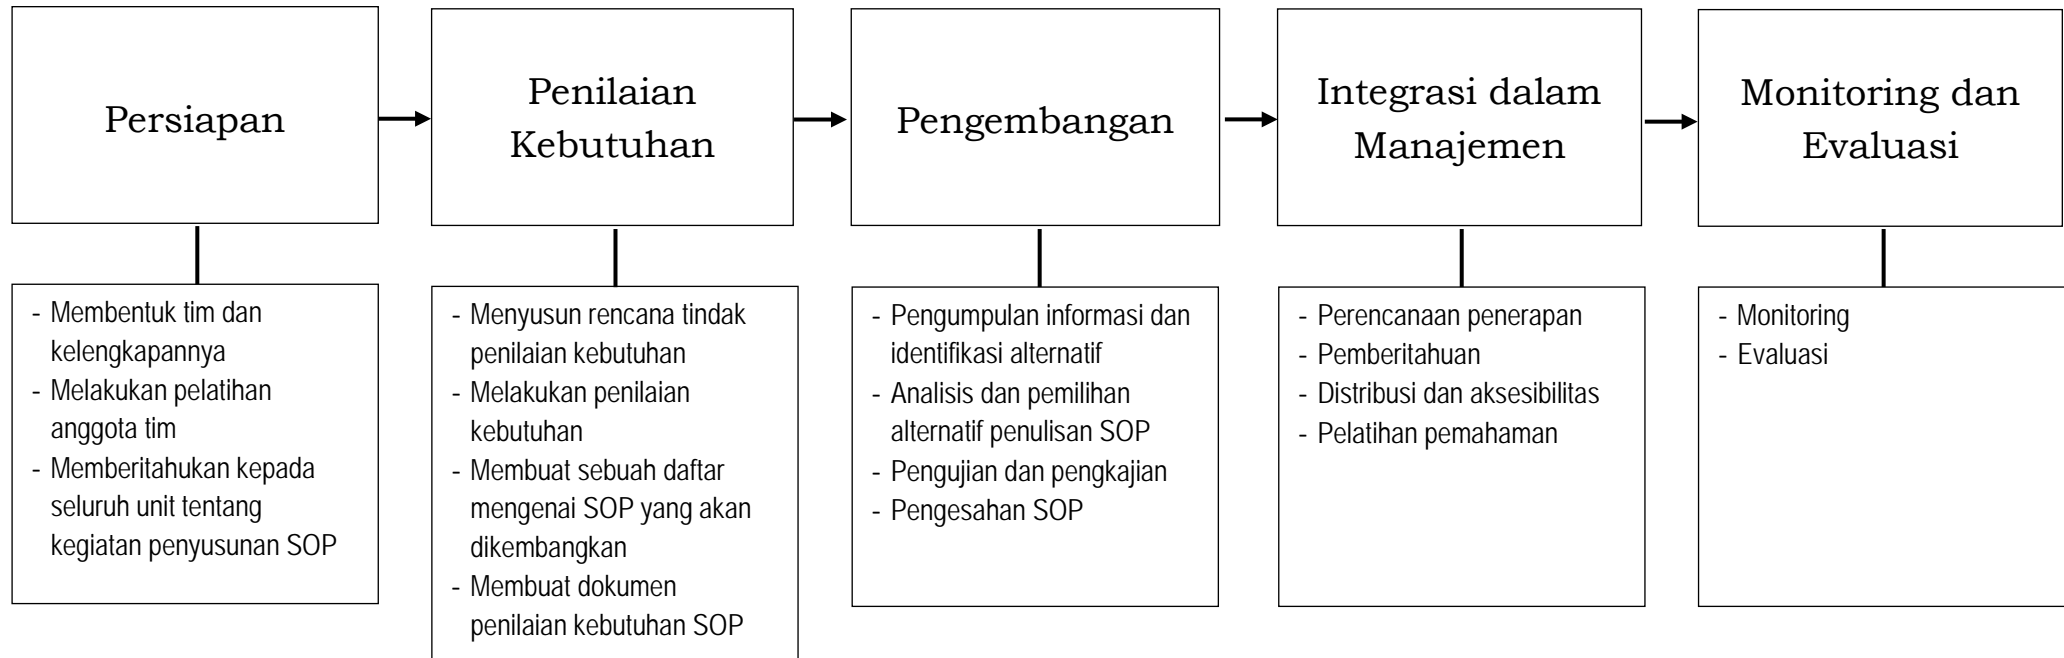 Persiapan
Penilaian
Kebutuhan
Pengembangan
Integrasi dalam
Manajemen
Monitoring dan
Evaluasi
- Membentuk tim dan
kelengkapannya
- Melakukan pelatihan
anggota tim
- Memberitahukan kepada
seluruh unit tentang
kegiatan penyusunan SOP
- Menyusun rencana tindak
penilaian kebutuhan
- Melakukan penilaian
kebutuhan
- Membuat sebuah daftar
mengenai SOP yang akan
dikembangkan
- Membuat dokumen
penilaian kebutuhan SOP
- Pengumpulan informasi dan
identifikasi alternatif
- Analisis dan pemilihan
alternatif penulisan SOP
- Pengujian dan pengkajian
- Pengesahan SOP
- Perencanaan penerapan
- Pemberitahuan
- Distribusi dan aksesibilitas
- Pelatihan pemahaman
- Monitoring
- Evaluasi